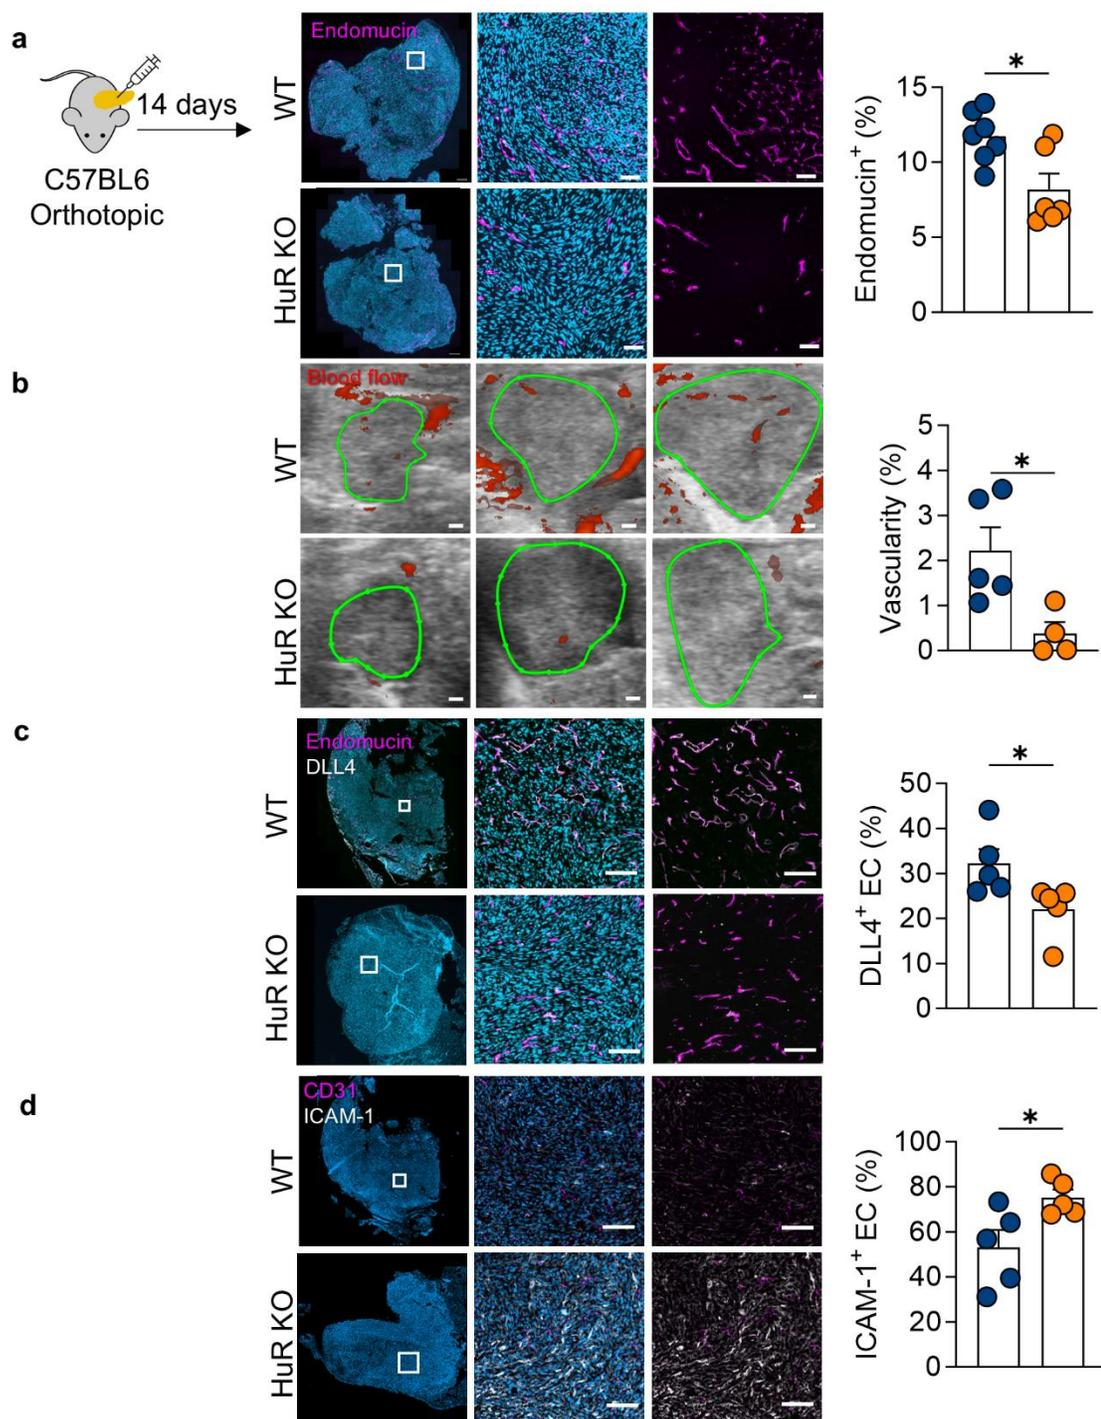 a
14 days
C57BL6
Orthotopic
WT
HuR KO
Endomucin
*
Endomucin⁺ (%)
15
10
5
0
b
WT
HuR KO
Blood flow
*
Vascularity (%)
5
4
3
2
1
0
c
WT
HuR KO
Endomucin
DLL4
*
DLL4⁺ EC (%)
50
40
30
20
10
0
d
WT
HuR KO
CD31
ICAM-1
*
ICAM-1⁺ EC (%)
100
80
60
40
20
0